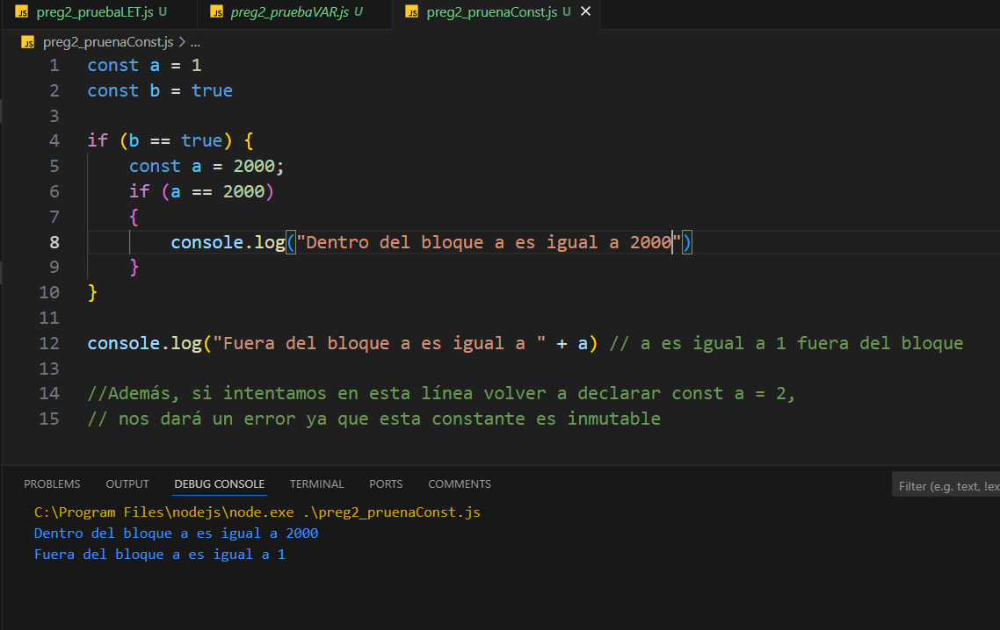 JS preg2_pruebaLET.js U JS preg2_pruebaVAR.js U JS preg2_pruenaConst.js U
JS preg2_pruenaConst.js > ...
1 const a = 1
2 const b = true
3
4 if (b == true) {
5 const a = 2000;
6 if (a == 2000)
7 {
8 console.log("Dentro del bloque a es igual a 2000")
9 }
10 }
11
12 console.log("Fuera del bloque a es igual a " + a) // a es igual a 1 fuera del bloque
13
14 //Además, si intentamos en esta línea volver a declarar const a = 2,
15 // nos dará un error ya que esta constante es inmutable
PROBLEMS OUTPUT DEBUG CONSOLE TERMINAL PORTS COMMENTS Filter (e.g. text, !ex
C:\Program Files\nodejs\node.exe .\preg2_pruenaConst.js
Dentro del bloque a es igual a 2000
Fuera del bloque a es igual a 1